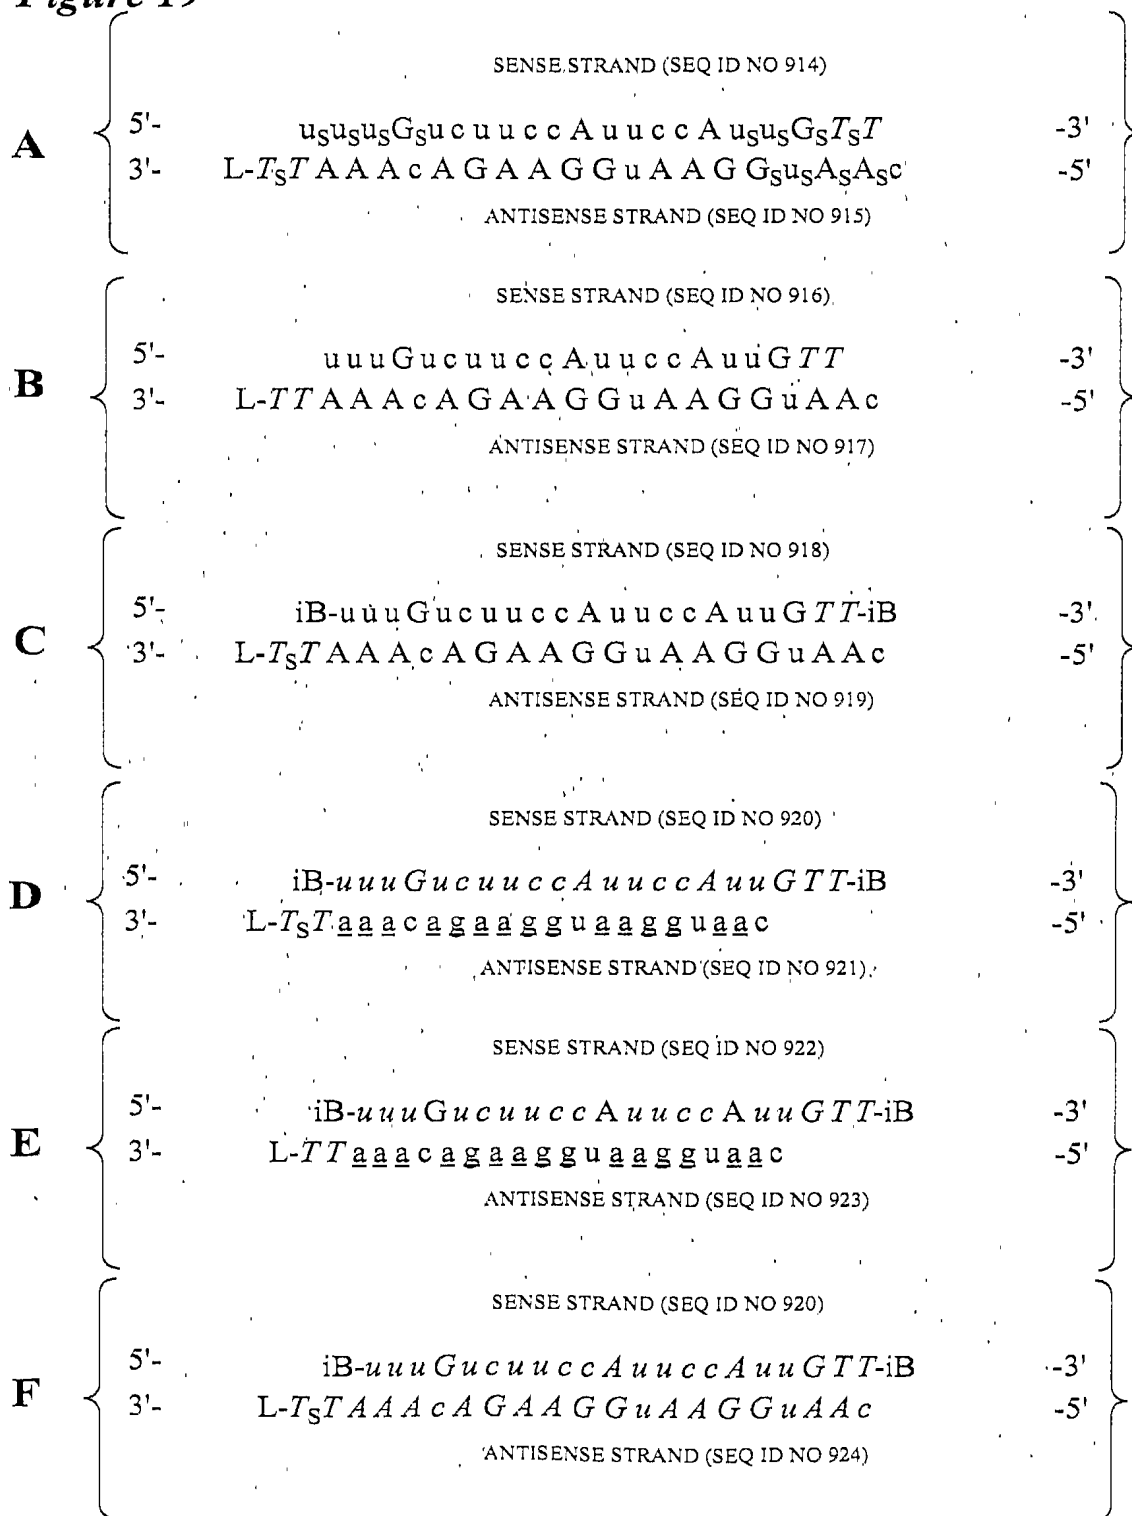 Figure 19
SENSE STRAND (SEQ ID NO 914)
A
5'- usususGsucuuccAuuccAususGsTsT -3'
3'- L-TsTAAAcAGAAGGuAAGGsusAsAsc -5'
ANTISENSE STRAND (SEQ ID NO 915)
SENSE STRAND (SEQ ID NO 916)
B
5'- uuuGucuuccAuuccAuuGTT -3'
3'- L-TTAAAcAGAAGGuAAGGuAAc -5'
ANTISENSE STRAND (SEQ ID NO 917)
SENSE STRAND (SEQ ID NO 918)
C
5'- iB-uuuGucuuccAuuccAuuGTT-iB -3'
3'- L-TsTAAAcAGAAGGuAAGGuAAc -5'
ANTISENSE STRAND (SEQ ID NO 919)
SENSE STRAND (SEQ ID NO 920)
D
5'- iB-uuuGucuuccAuuccAuuGTT-iB -3'
3'- L-TsTaaacagaagguaagguaac -5'
ANTISENSE STRAND (SEQ ID NO 921)
SENSE STRAND (SEQ ID NO 922)
E
5'- iB-uuuGucuuccAuuccAuuGTT-iB -3'
3'- L-TTaaacagaagguaagguaac -5'
ANTISENSE STRAND (SEQ ID NO 923)
SENSE STRAND (SEQ ID NO 920)
F
5'- iB-uuuGucuuccAuuccAuuGTT-iB -3'
3'- L-TsTAAAcAGAAGGuAAGGuAAc -5'
ANTISENSE STRAND (SEQ ID NO 924)